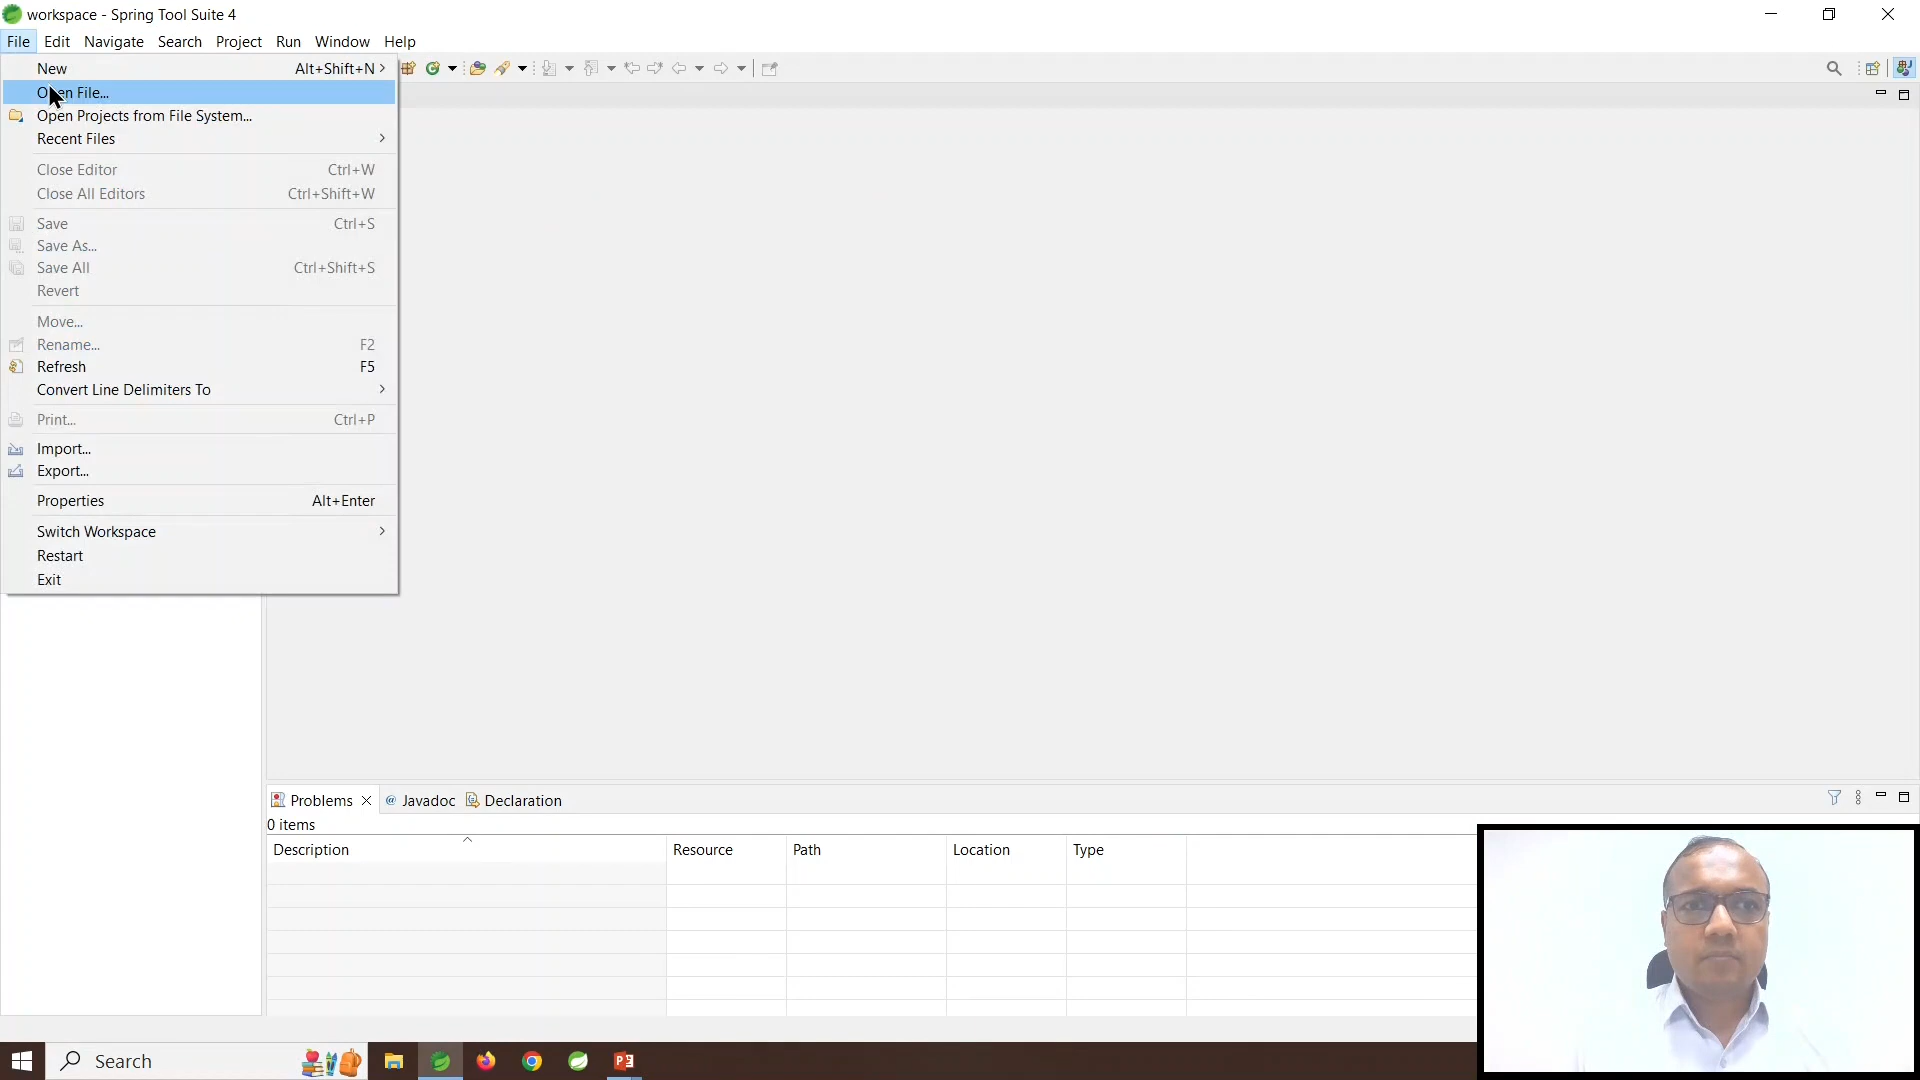 workspace - Spring Tool Suite 4
File Edit Navigate Search Project Run Window Help
New Alt+Shift+N
Open File...
Open Projects from File System...
Recent Files
Close Editor Ctrl+W
Close All Editors Ctrl+Shift+W
Save Ctrl+S
Save As...
Save All Ctrl+Shift+S
Revert
Move...
Rename... F2
Refresh F5
Convert Line Delimiters To
Print... Ctrl+P
Import...
Export...
Properties Alt+Enter
Switch Workspace
Restart
Exit
Problems @ Javadoc Declaration
0 items
Description Resource Path Location Type
Search